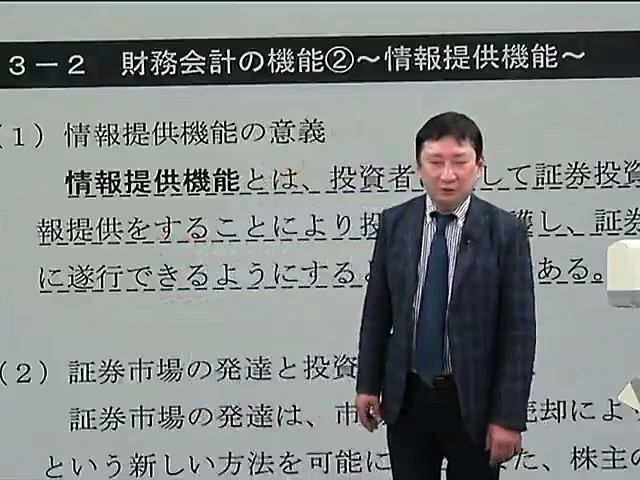 3-2 財務会計の機能②~情報提供機能~
(1)情報提供機能の意義
情報提供機能とは、投資者 して証券投資
報提供をすることにより投 護し、証券
に遂行できるようにする ある。
(2)証券市場の発達と投資
証券市場の発達は、市 売却によ
という新しい方法を可能に た、株主の